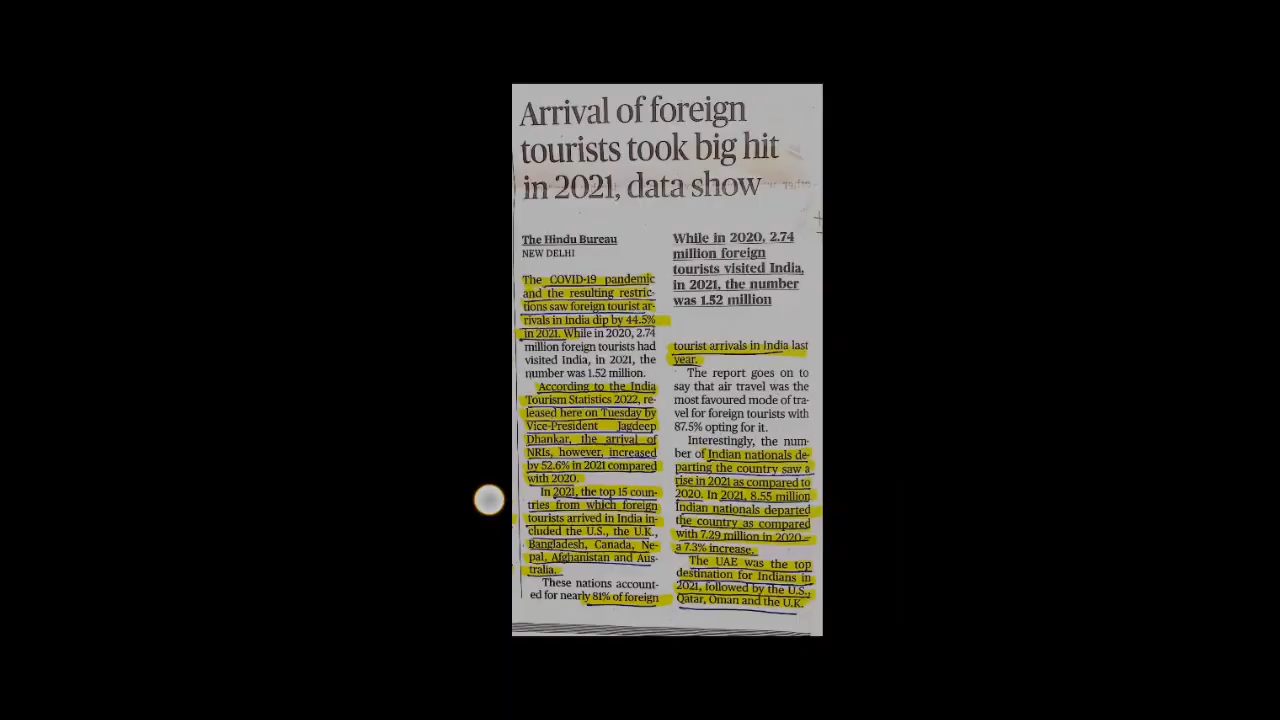 Arrival of foreign
tourists took big hit
in 2021, data show
The Hindu Bureau
NEW DELHI
The COVID-19 pandemic
and the resulting restric-
tions saw foreign tourist ar-
rivals in India dip by 44.5%
in 2021. While in 2020, 2.74
million foreign tourists had
visited India, in 2021, the
number was 1.52 million.
According to the India
Tourism Statistics 2022, re-
leased here on Tuesday by
Vice-President Jagdeep
Dhankar, the arrival of
NRIs, however, increased
by 52.6% in 2021 compared
with 2020.
In 2021, the top 15 coun-
tries from which foreign
tourists arrived in India in-
cluded the U.S., the U.K.,
Bangladesh, Canada, Ne-
pal, Afghanistan and Aus-
tralia.
These nations account-
ed for nearly 81% of foreign
While in 2020, 2.74
million foreign
tourists visited India,
in 2021, the number
was 1.52 million
tourist arrivals in India last
year.
The report goes on to
say that air travel was the
most favoured mode of tra-
vel for foreign tourists with
87.5% opting for it.
Interestingly, the num-
ber of Indian nationals de-
parting the country saw a
rise in 2021 as compared to
2020. In 2021, 8.55 million
Indian nationals departed
the country as compared
with 7.29 million in 2020 —
a 7.3% increase.
The UAE was the top
destination for Indians in
2021, followed by the U.S.,
Qatar, Oman and the U.K.